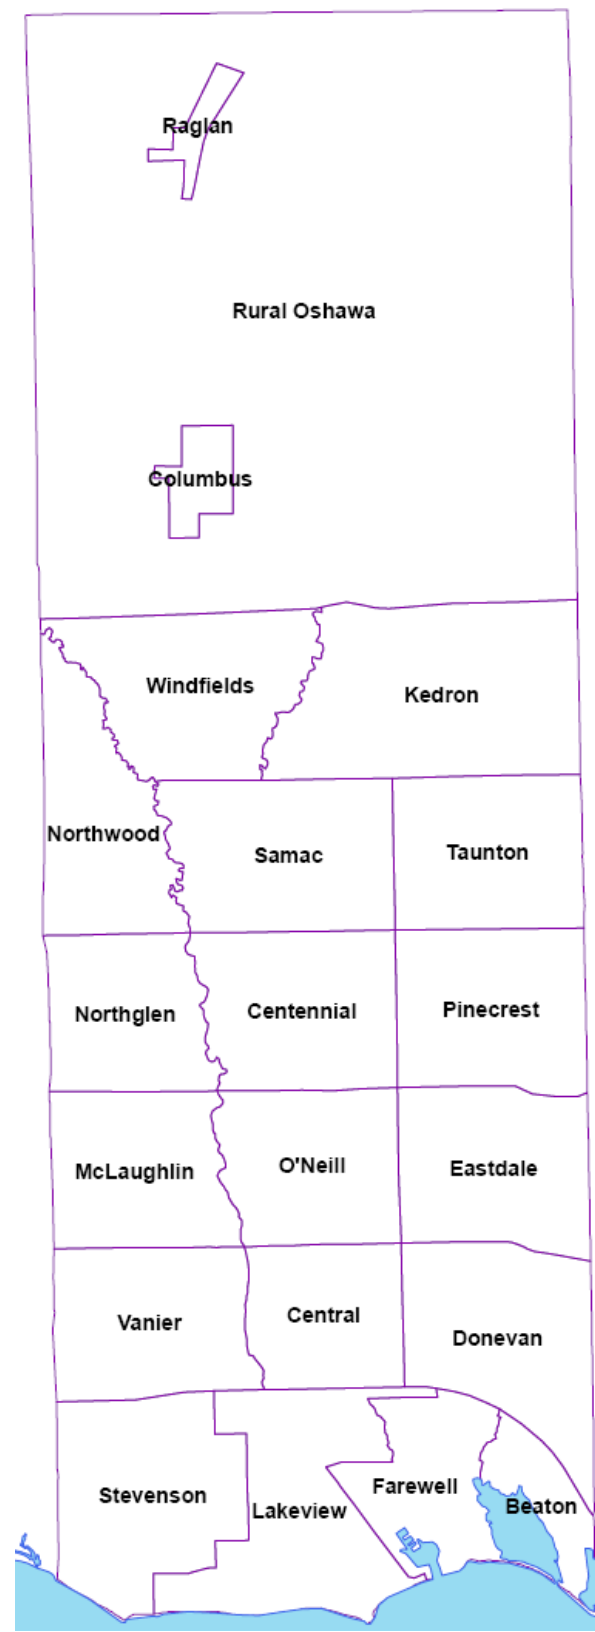 Raglan
Rural Oshawa
Columbus
Windfields
Kedron
Northwood
Samac
Taunton
Northglen
Centennial
Pinecrest
McLaughlin
O'Neill
Eastdale
Vanier
Central
Donevan
Stevenson
Lakeview
Farewell
Beaton